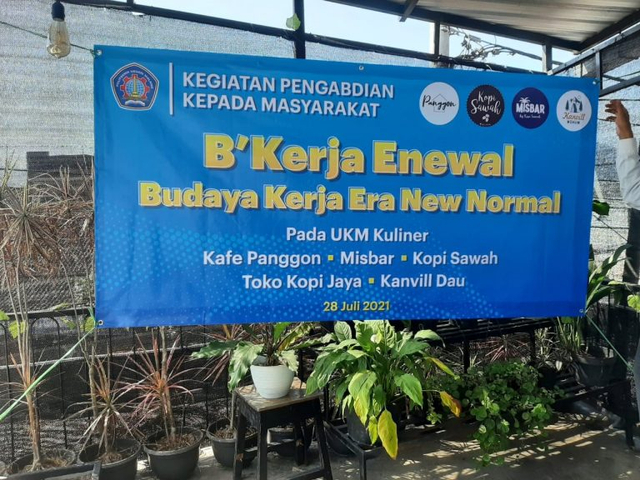 KEGIATAN PENGABDIAN
KEPADA MASYARAKAT
Panggon
Kopi
Sawah
MISBAR
Kanvill
B'Kerja Enewal
Budaya Kerja Era New Normal
Pada UKM Kuliner
Kafe Panggon ▪ Misbar ▪ Kopi Sawah
Toko Kopi Jaya ▪ Kanvill Dau
28 Juli 2021